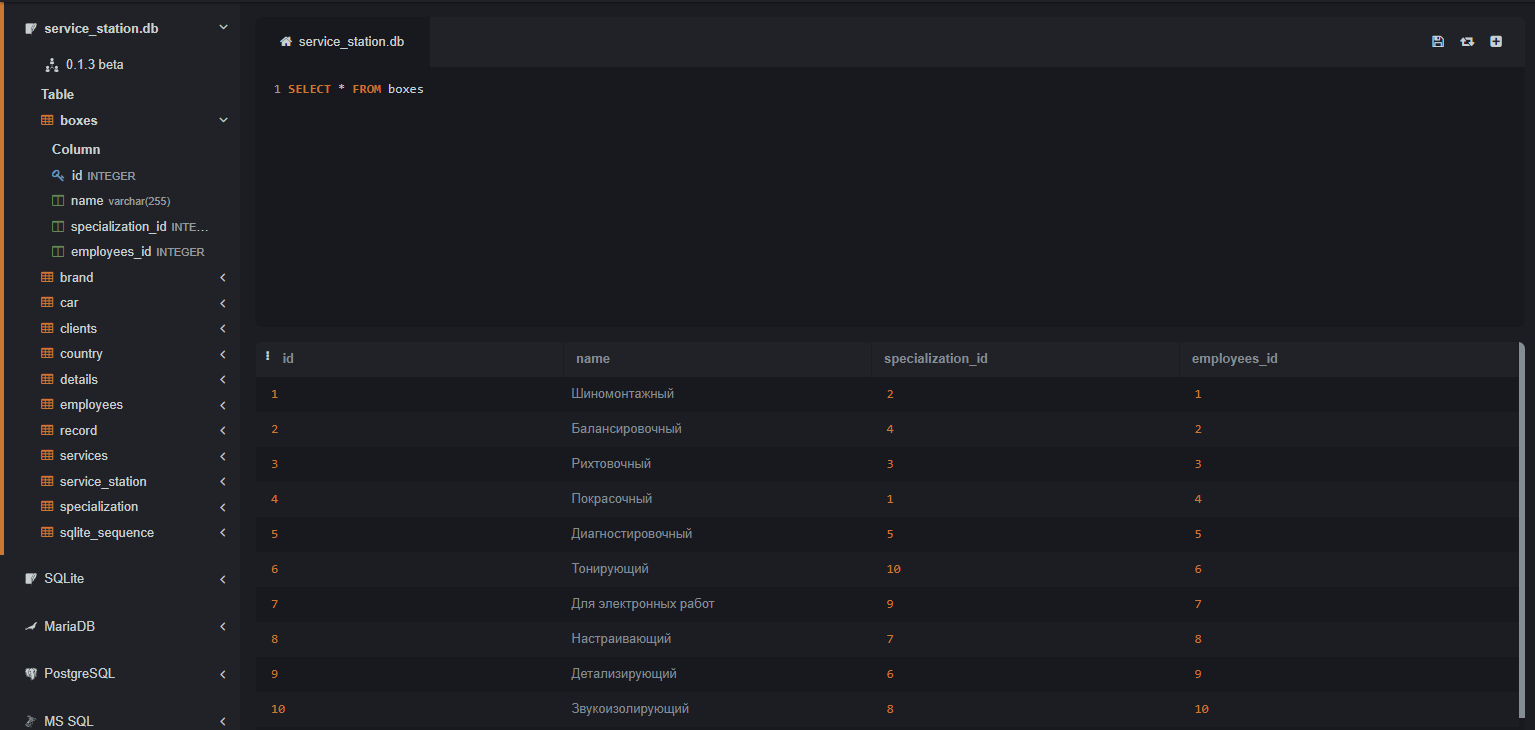 service_station.db
0.1.3 beta
Table
boxes
Column
id INTEGER
name varchar(255)
specialization_id INTE...
employees_id INTEGER
brand
car
clients
country
details
employees
record
services
service_station
specialization
sqlite_sequence
SQLite
MariaDB
PostgreSQL
MS SQL
service_station.db
1 SELECT * FROM boxes
id name specialization_id employees_id
1 Шиномонтажный 2 1
2 Балансировочный 4 2
3 Рихтовочный 3 3
4 Покрасочный 1 4
5 Диагностировочный 5 5
6 Тонирующий 10 6
7 Для электронных работ 9 7
8 Настраивающий 7 8
9 Детализирующий 6 9
10 Звукоизолирующий 8 10